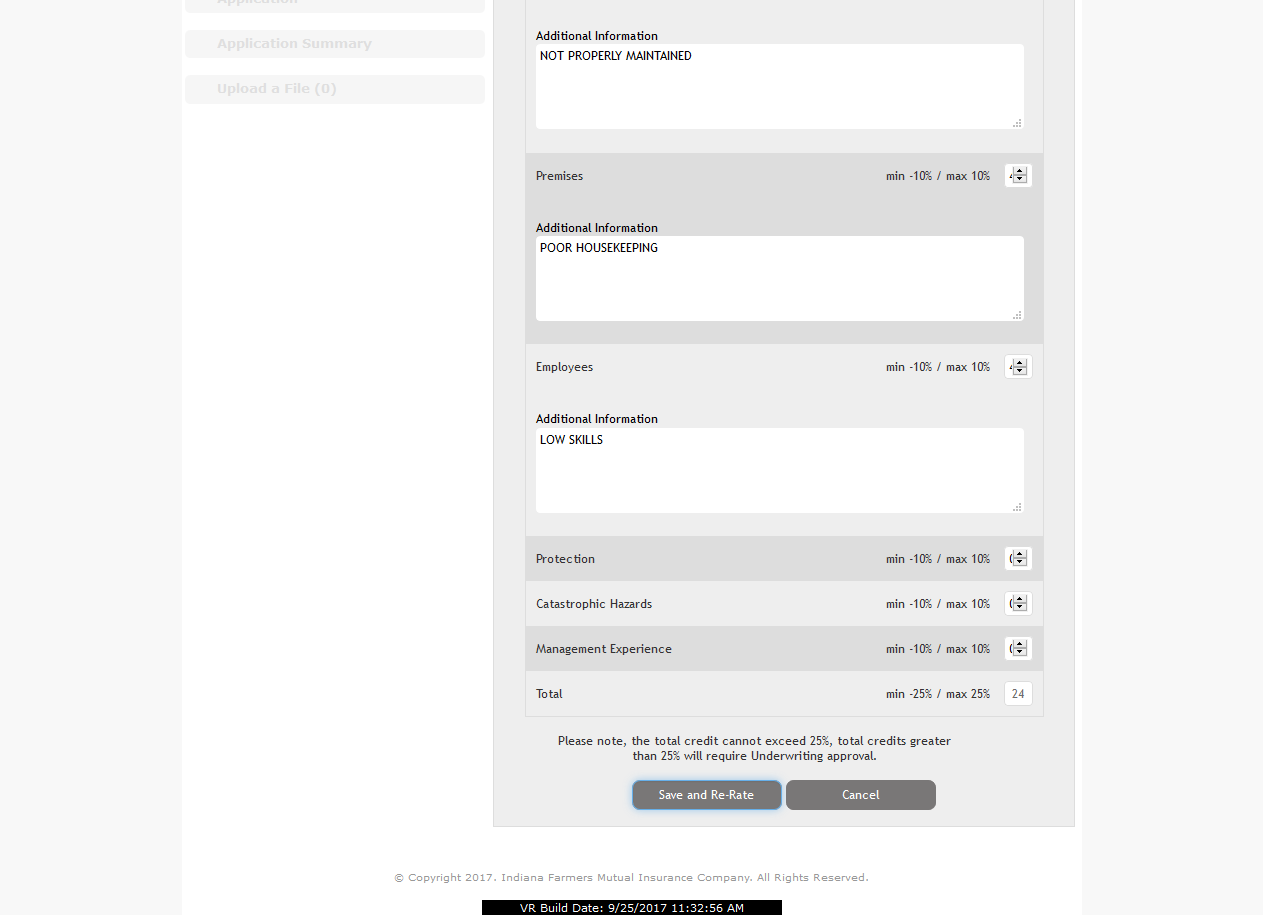 Application
Application Summary
Upload a File (0)
Additional Information
NOT PROPERLY MAINTAINED
Premises min -10% / max 10%
Additional Information
POOR HOUSEKEEPING
Employees min -10% / max 10%
Additional Information
LOW SKILLS
Protection min -10% / max 10%
Catastrophic Hazards min -10% / max 10%
Management Experience min -10% / max 10%
Total min -25% / max 25% 24
Please note, the total credit cannot exceed 25%, total credits greater
than 25% will require Underwriting approval.
Save and Re-Rate Cancel
© Copyright 2017. Indiana Farmers Mutual Insurance Company. All Rights Reserved.
VR Build Date: 9/25/2017 11:32:56 AM